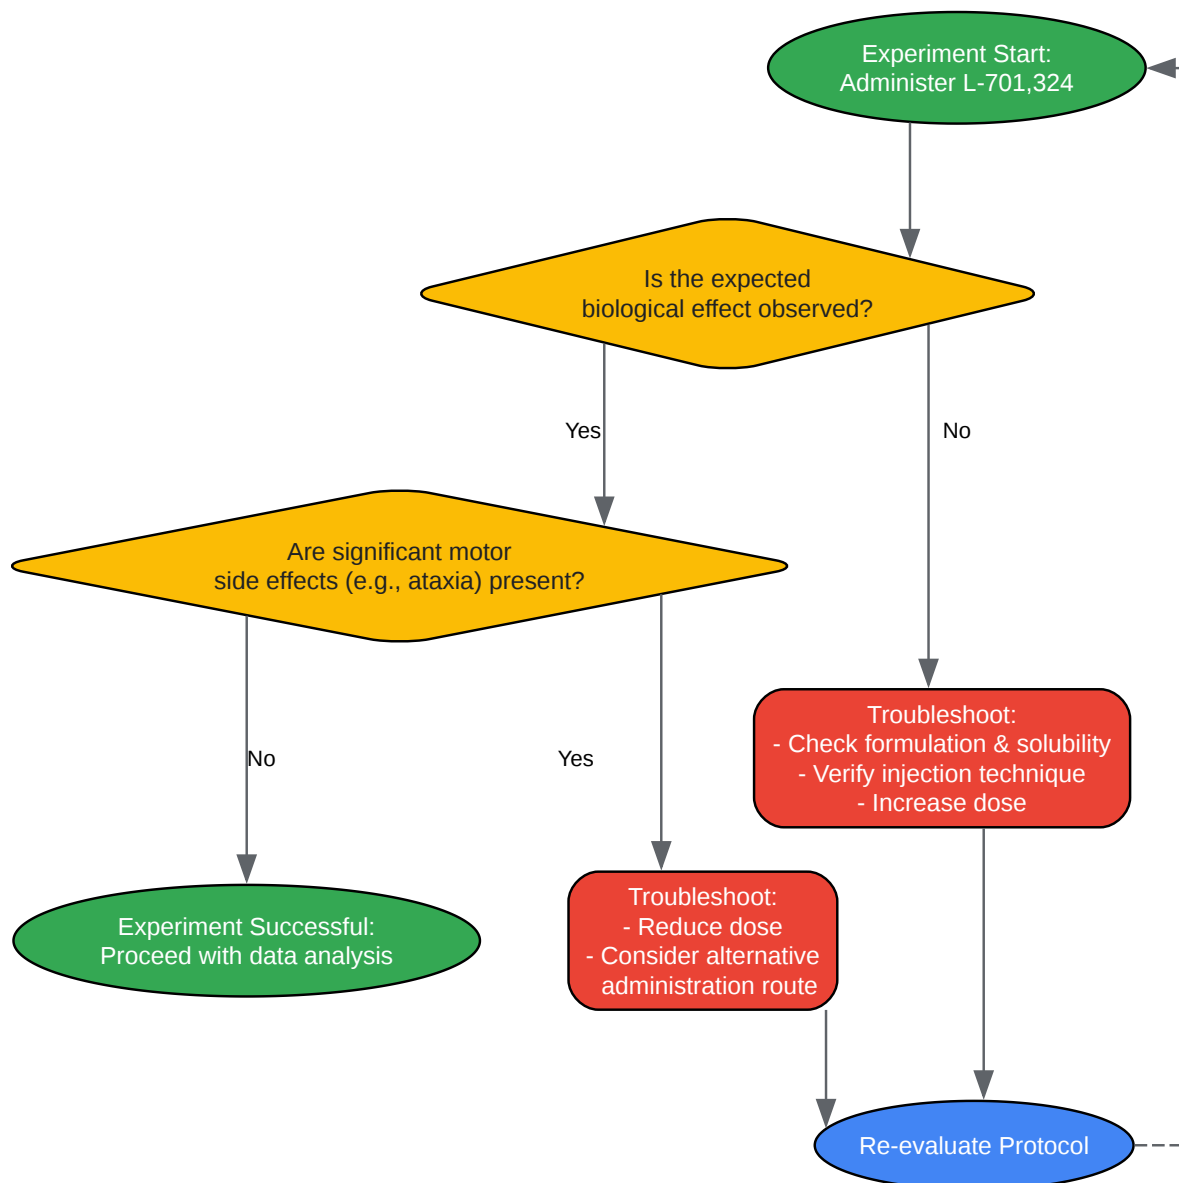 Experiment Start:
Administer L-701,324
Is the expected
biological effect observed?
Yes
No
Are significant motor
side effects (e.g., ataxia) present?
No
Yes
Troubleshoot:
- Check formulation & solubility
- Verify injection technique
- Increase dose
Troubleshoot:
- Reduce dose
- Consider alternative
administration route
Experiment Successful:
Proceed with data analysis
Re-evaluate Protocol